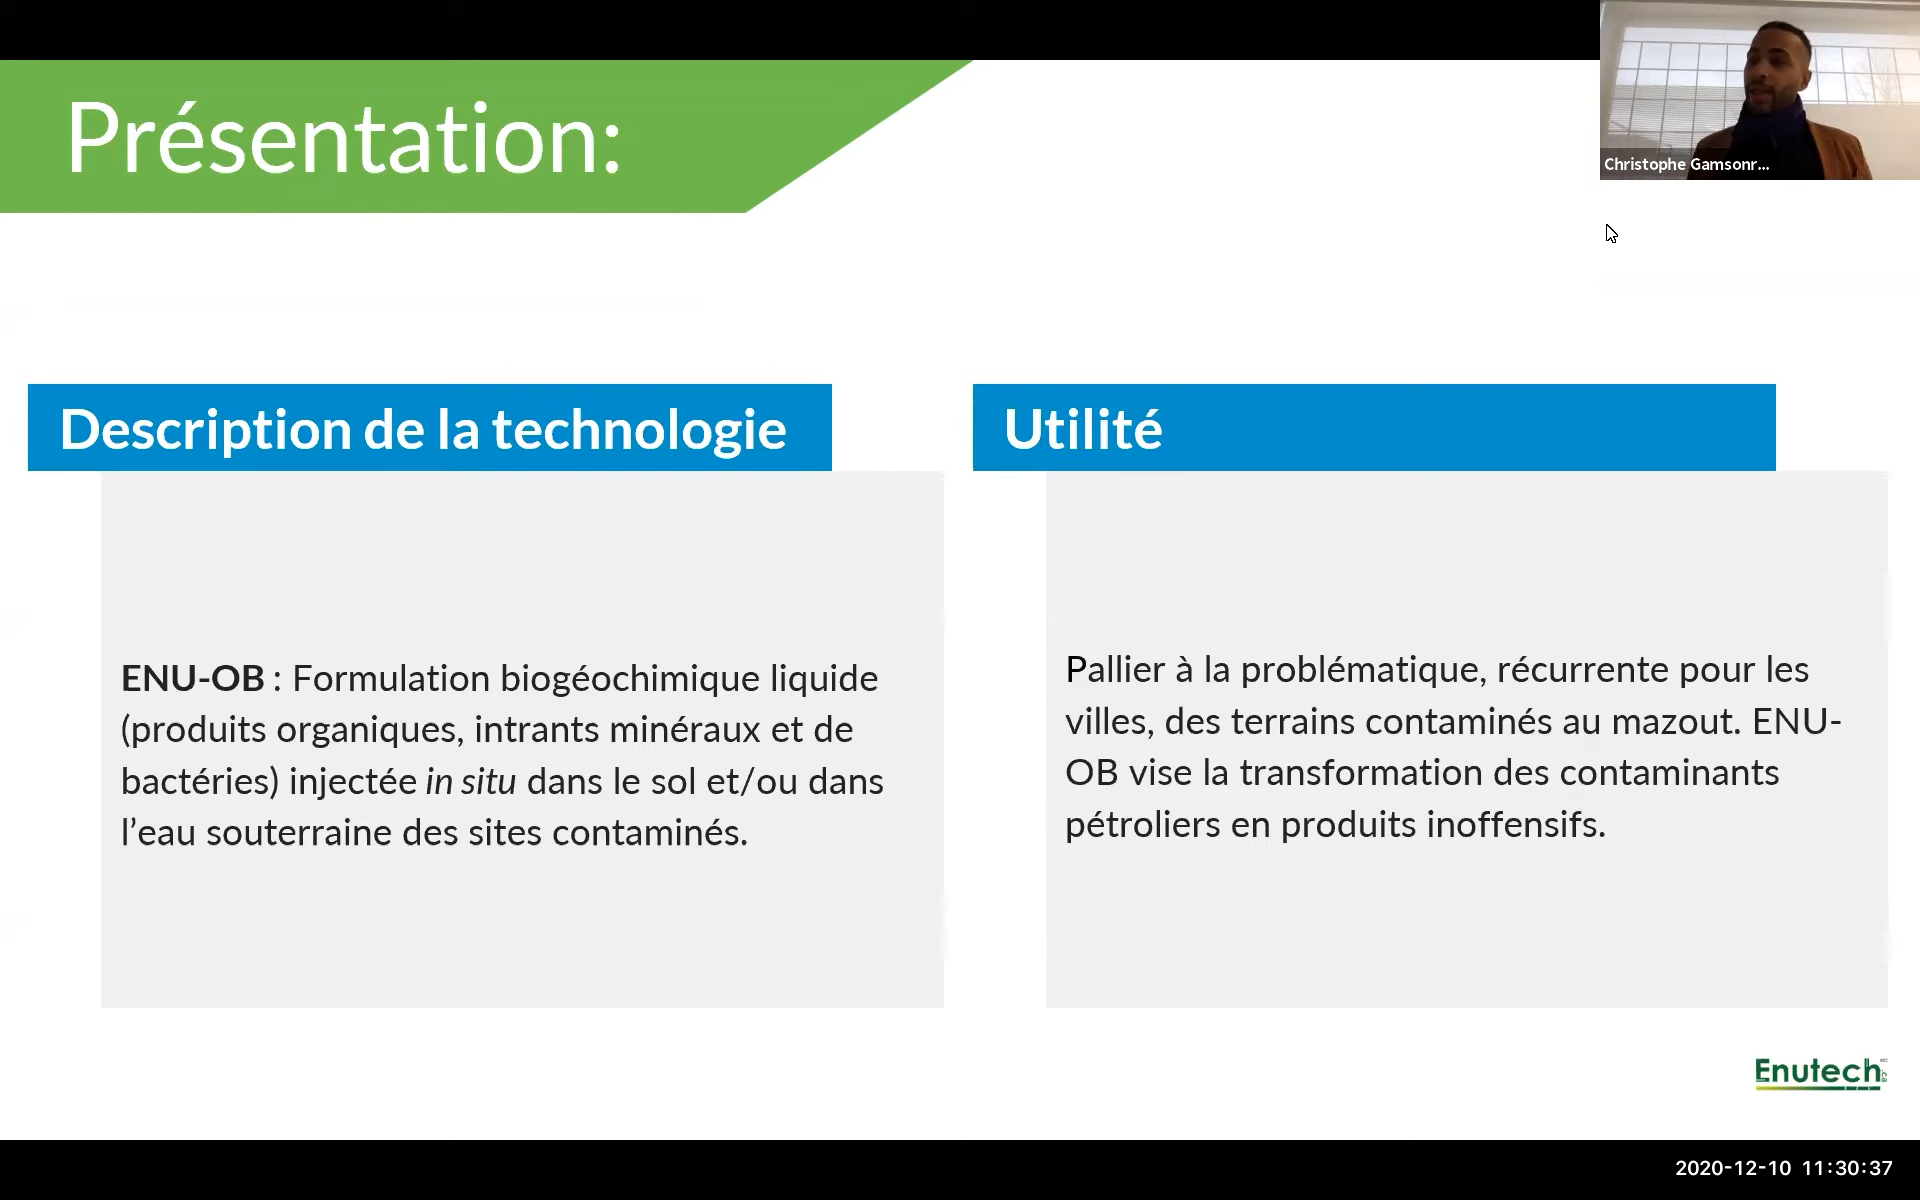 Présentation:
Christophe Gamsonr...
Description de la technologie
ENU-OB : Formulation biogéochimique liquide
(produits organiques, intrants minéraux et de
bactéries) injectée in situ dans le sol et/ou dans
l’eau souterraine des sites contaminés.
Utilité
Pallier à la problématique, récurrente pour les
villes, des terrains contaminés au mazout. ENU-
OB vise la transformation des contaminants
pétroliers en produits inoffensifs.
Enutech
2020-12-10 11:30:37